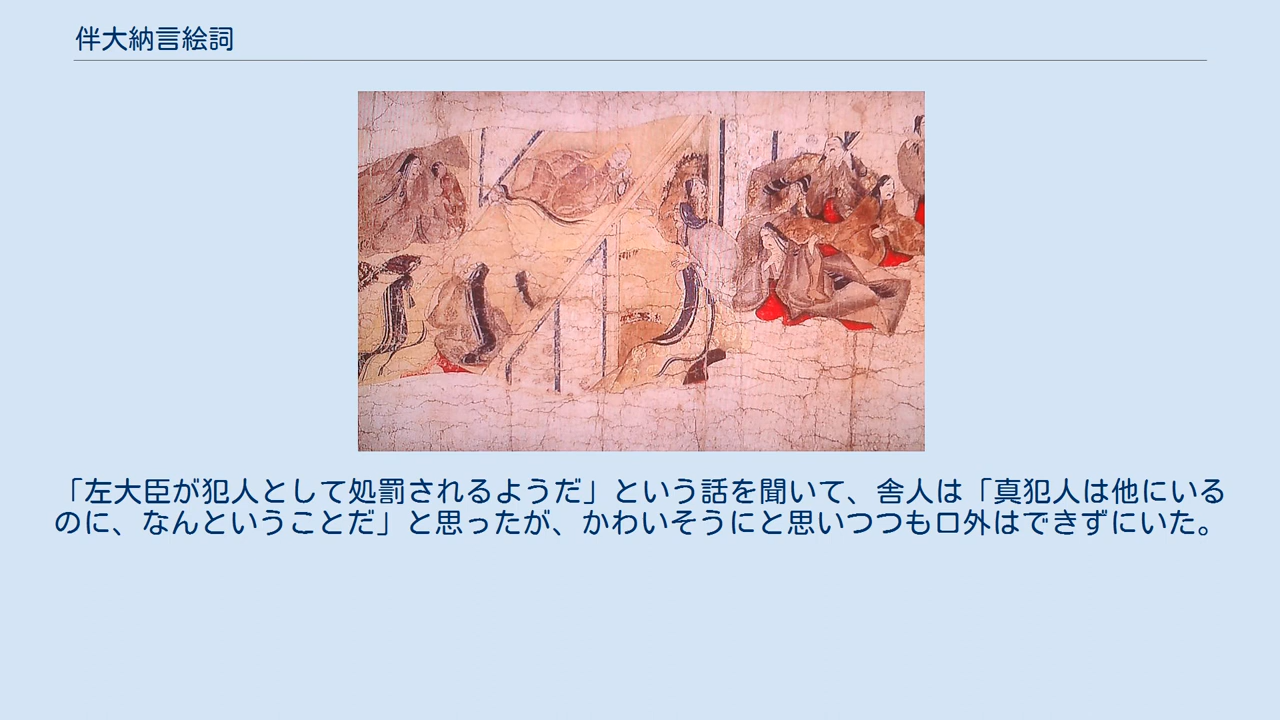 伴大納言絵詞
「左大臣が犯人として処罰されるようだ」という話を聞いて、舎人は「真犯人は他にいる
のに、なんということだ」と思ったが、かわいそうにと思いつつも口外はできずにいた。